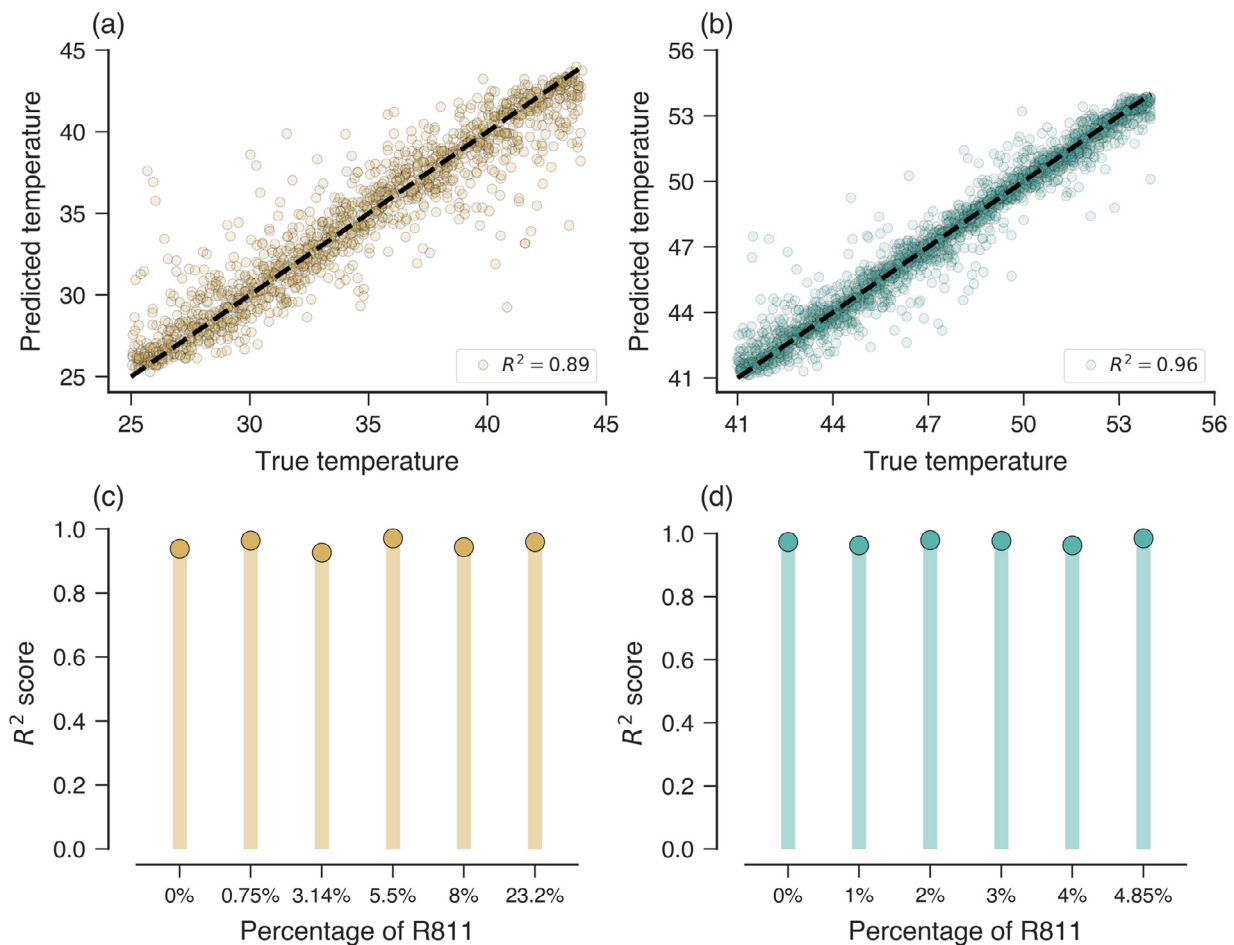 (a)
45
40
35
30
25
Predicted temperature
R² = 0.89
25 30 35 40 45
True temperature
(b)
56
53
50
47
44
41
Predicted temperature
R² = 0.96
41 44 47 50 53 56
True temperature
(c)
1.0
0.8
0.6
0.4
0.2
0.0
R² score
0% 0.75% 3.14% 5.5% 8% 23.2%
Percentage of R811
(d)
1.0
0.8
0.6
0.4
0.2
0.0
R² score
0% 1% 2% 3% 4% 4.85%
Percentage of R811